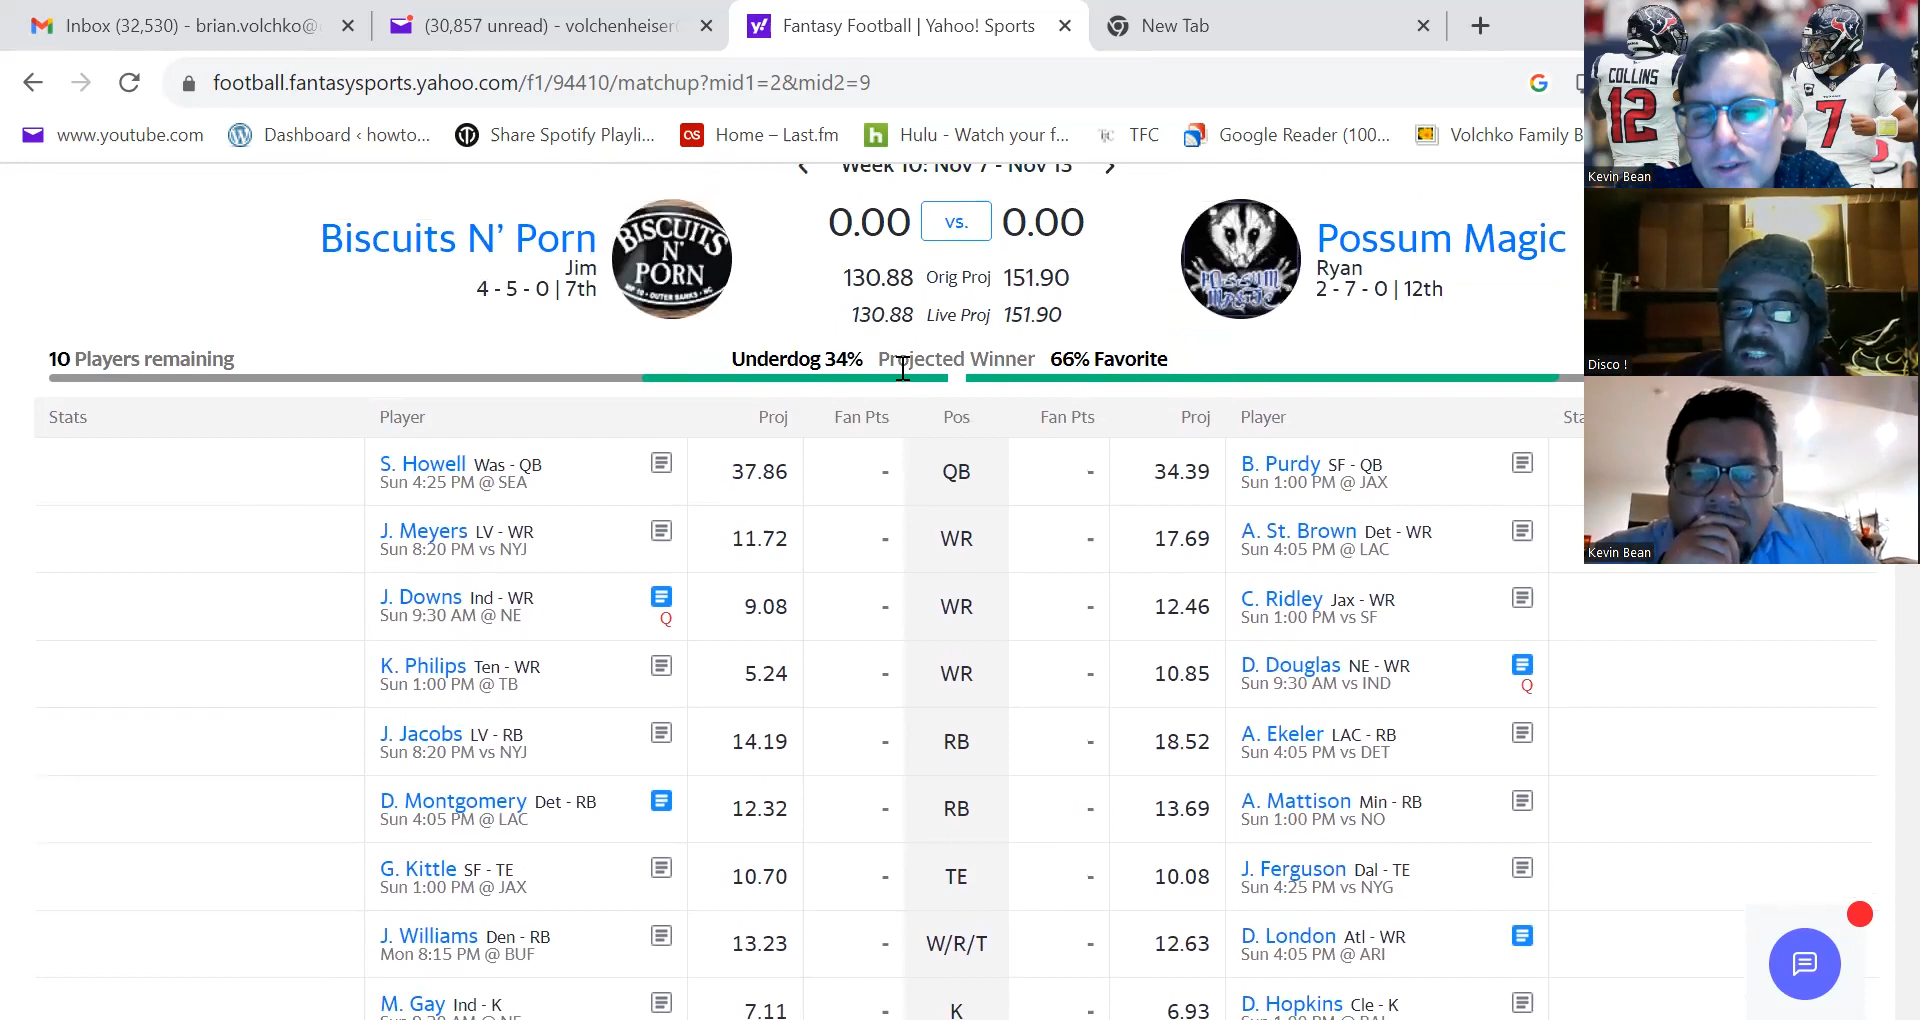 Inbox (32,530) - brian.volchko@
(30,857 unread) - volchenheiser
Fantasy Football | Yahoo! Sports
New Tab
football.fantasysports.yahoo.com/f1/94410/matchup?mid1=2&mid2=9
www.youtube.com
Dashboard ‹ howto...
Share Spotify Playli...
Home – Last.fm
Hulu - Watch your f...
TFC
Google Reader (100...
Volchko Family B
COLLINS
12
7
Kevin Bean
Week 10: Nov 7 - Nov 13
Biscuits N' Porn
Jim
4 - 5 - 0 | 7th
BISCUITS
N'
PORN
MP 10 - OUTER BANKS, NC
0.00 vs. 0.00
130.88 Orig Proj 151.90
130.88 Live Proj 151.90
POSSUM
MAGIC
Possum Magic
Ryan
2 - 7 - 0 | 12th
Disco !
Kevin Bean
10 Players remaining
Underdog 34% Projected Winner 66% Favorite
Stats Player Proj Fan Pts Pos Fan Pts Proj Player Sta
S. Howell Was - QB 37.86 - QB - 34.39 B. Purdy SF - QB
Sun 4:25 PM @ SEA Sun 1:00 PM @ JAX
J. Meyers LV - WR 11.72 - WR - 17.69 A. St. Brown Det - WR
Sun 8:20 PM vs NYJ Sun 4:05 PM @ LAC
J. Downs Ind - WR 9.08 - WR - 12.46 C. Ridley Jax - WR
Sun 9:30 AM @ NE Q Sun 1:00 PM vs SF
K. Philips Ten - WR 5.24 - WR - 10.85 D. Douglas NE - WR
Sun 1:00 PM @ TB Sun 9:30 AM vs IND Q
J. Jacobs LV - RB 14.19 - RB - 18.52 A. Ekeler LAC - RB
Sun 8:20 PM vs NYJ Sun 4:05 PM vs DET
D. Montgomery Det - RB 12.32 - RB - 13.69 A. Mattison Min - RB
Sun 4:05 PM @ LAC Sun 1:00 PM vs NO
G. Kittle SF - TE 10.70 - TE - 10.08 J. Ferguson Dal - TE
Sun 1:00 PM @ JAX Sun 4:25 PM vs NYG
J. Williams Den - RB 13.23 - W/R/T - 12.63 D. London Atl - WR
Mon 8:15 PM @ BUF Sun 4:05 PM @ ARI
M. Gay Ind - K 7.11 - K - 6.93 D. Hopkins Cle - K